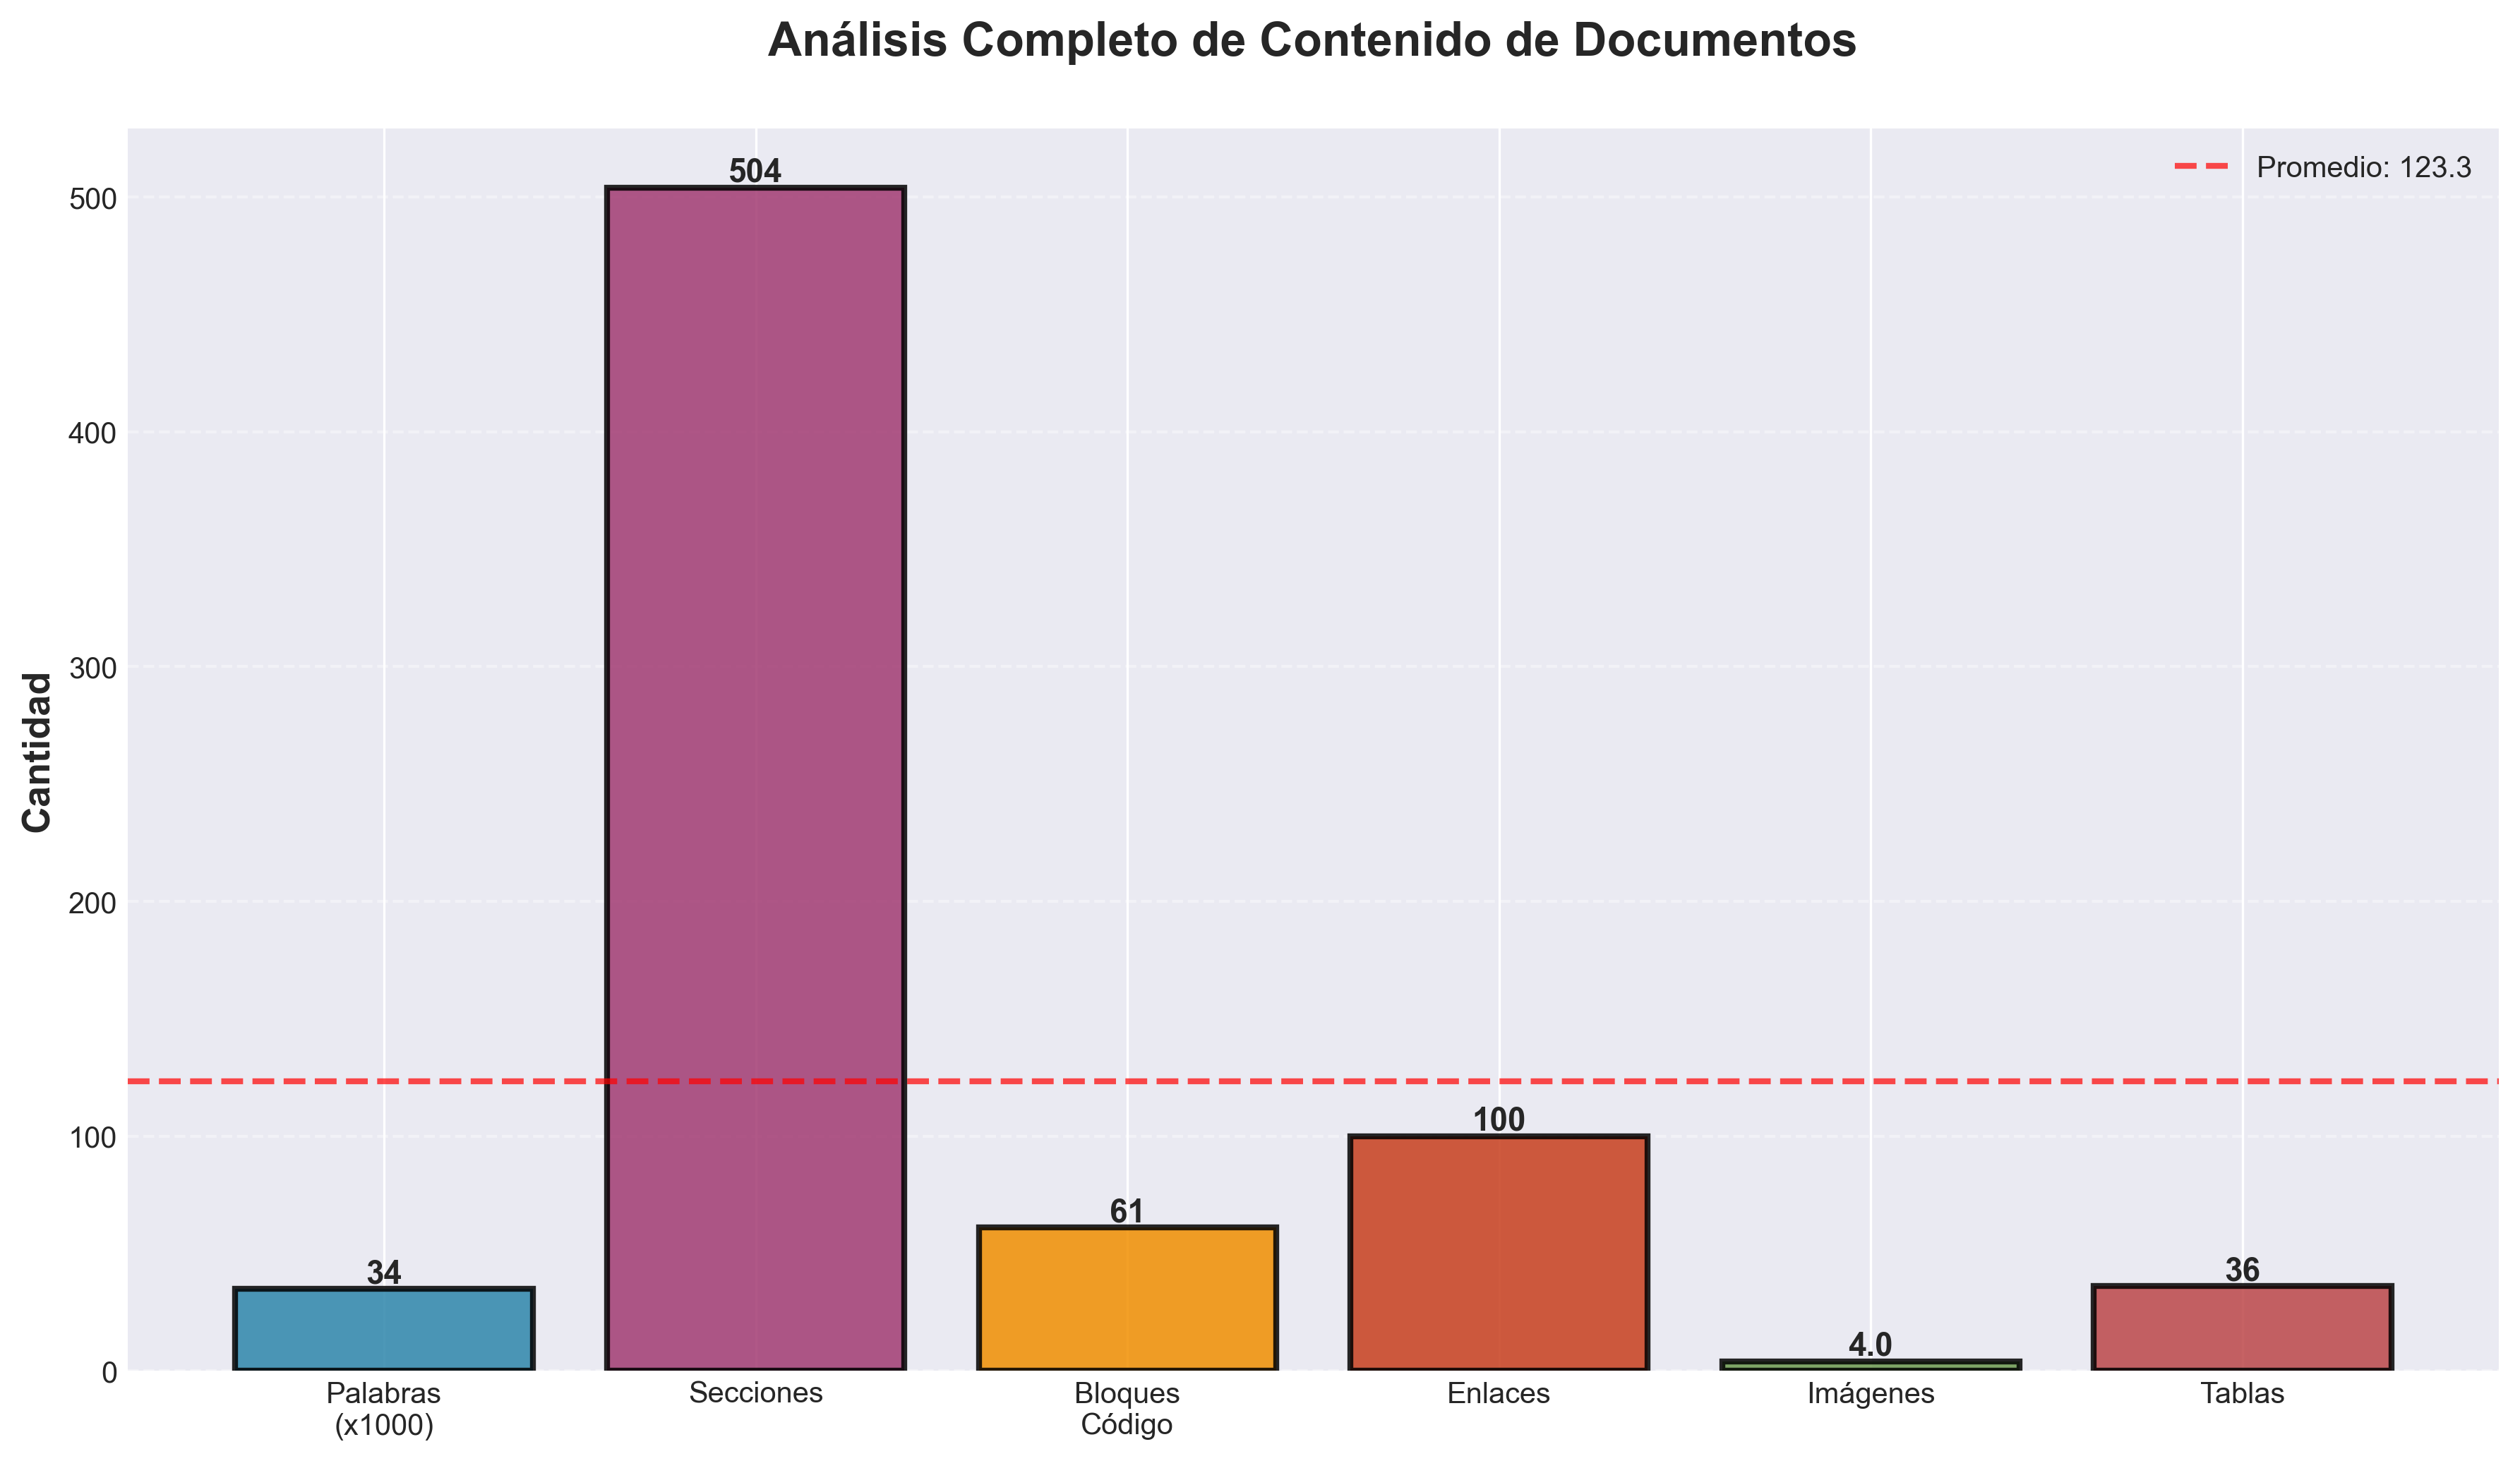 Análisis Completo de Contenido de Documentos
Promedio: 123.3
Cantidad
500
400
300
200
100
0
34
504
61
100
4.0
36
Palabras
(x1000)
Secciones
Bloques
Código
Enlaces
Imágenes
Tablas